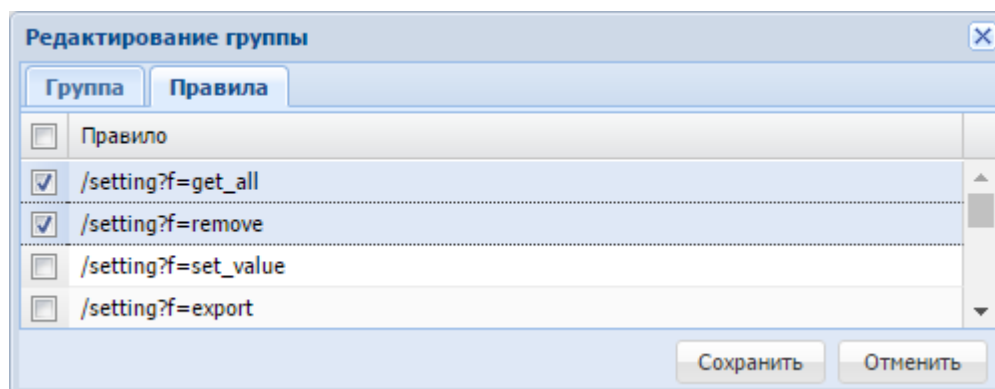 Редактирование группы
Группа Правила
Правило
/setting?f=get_all
/setting?f=remove
/setting?f=set_value
/setting?f=export
Сохранить Отменить